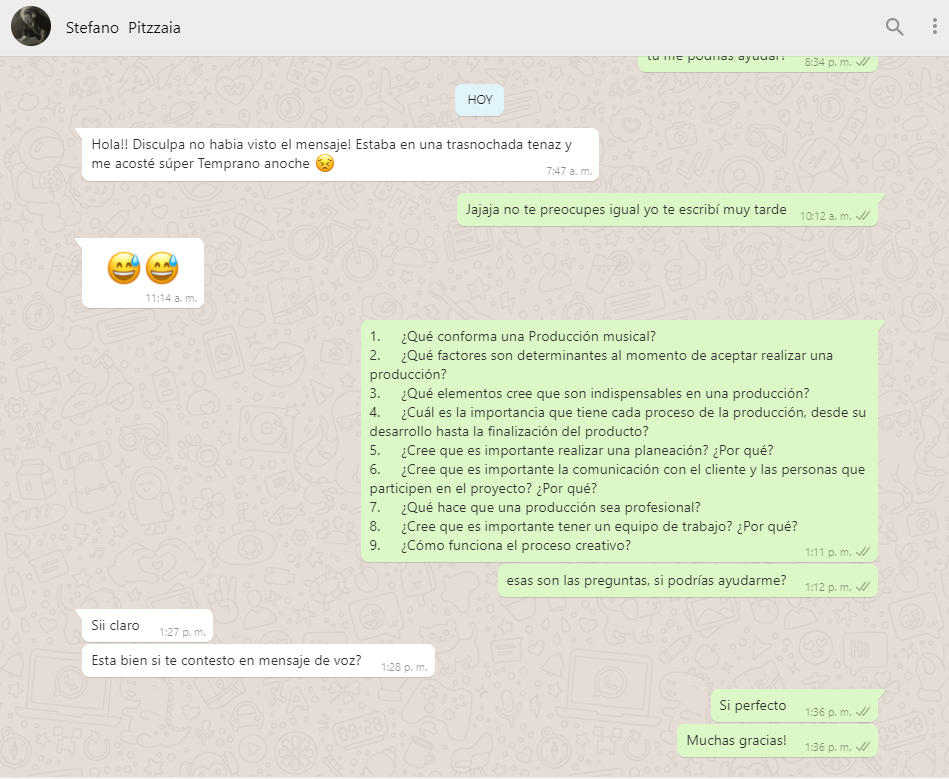 Stefano Pitzzaia
tu me podrías ayudar? 8:34 p. m.
HOY
Hola!! Disculpa no habia visto el mensaje! Estaba en una trasnochada tenaz y
me acosté súper Temprano anoche 😣 7:47 a. m.
Jajaja no te preocupes igual yo te escribí muy tarde 10:12 a. m.
😅😅
11:14 a. m.
1. ¿Qué conforma una Producción musical?
2. ¿Qué factores son determinantes al momento de aceptar realizar una
producción?
3. ¿Qué elementos cree que son indispensables en una producción?
4. ¿Cuál es la importancia que tiene cada proceso de la producción, desde su
desarrollo hasta la finalización del producto?
5. ¿Cree que es importante realizar una planeación? ¿Por qué?
6. ¿Cree que es importante la comunicación con el cliente y las personas que
participen en el proyecto? ¿Por qué?
7. ¿Qué hace que una producción sea profesional?
8. ¿Cree que es importante tener un equipo de trabajo? ¿Por qué?
9. ¿Cómo funciona el proceso creativo? 1:11 p. m.
esas son las preguntas, si podrías ayudarme? 1:12 p. m.
Sii claro 1:27 p. m.
Esta bien si te contesto en mensaje de voz? 1:28 p. m.
Si perfecto 1:36 p. m.
Muchas gracias! 1:36 p. m.